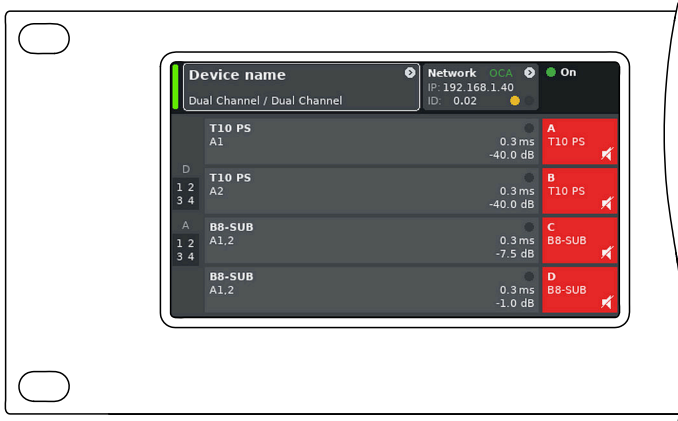 Device name
Dual Channel / Dual Channel
Network OCA
IP: 192.168.1.40
ID: 0.02
On
T10 PS
A1
0.3 ms
-40.0 dB
A
T10 PS
D
1 2
3 4
T10 PS
A2
0.3 ms
-40.0 dB
B
T10 PS
A
1 2
3 4
B8-SUB
A1,2
0.3 ms
-7.5 dB
C
B8-SUB
B8-SUB
A1,2
0.3 ms
-1.0 dB
D
B8-SUB